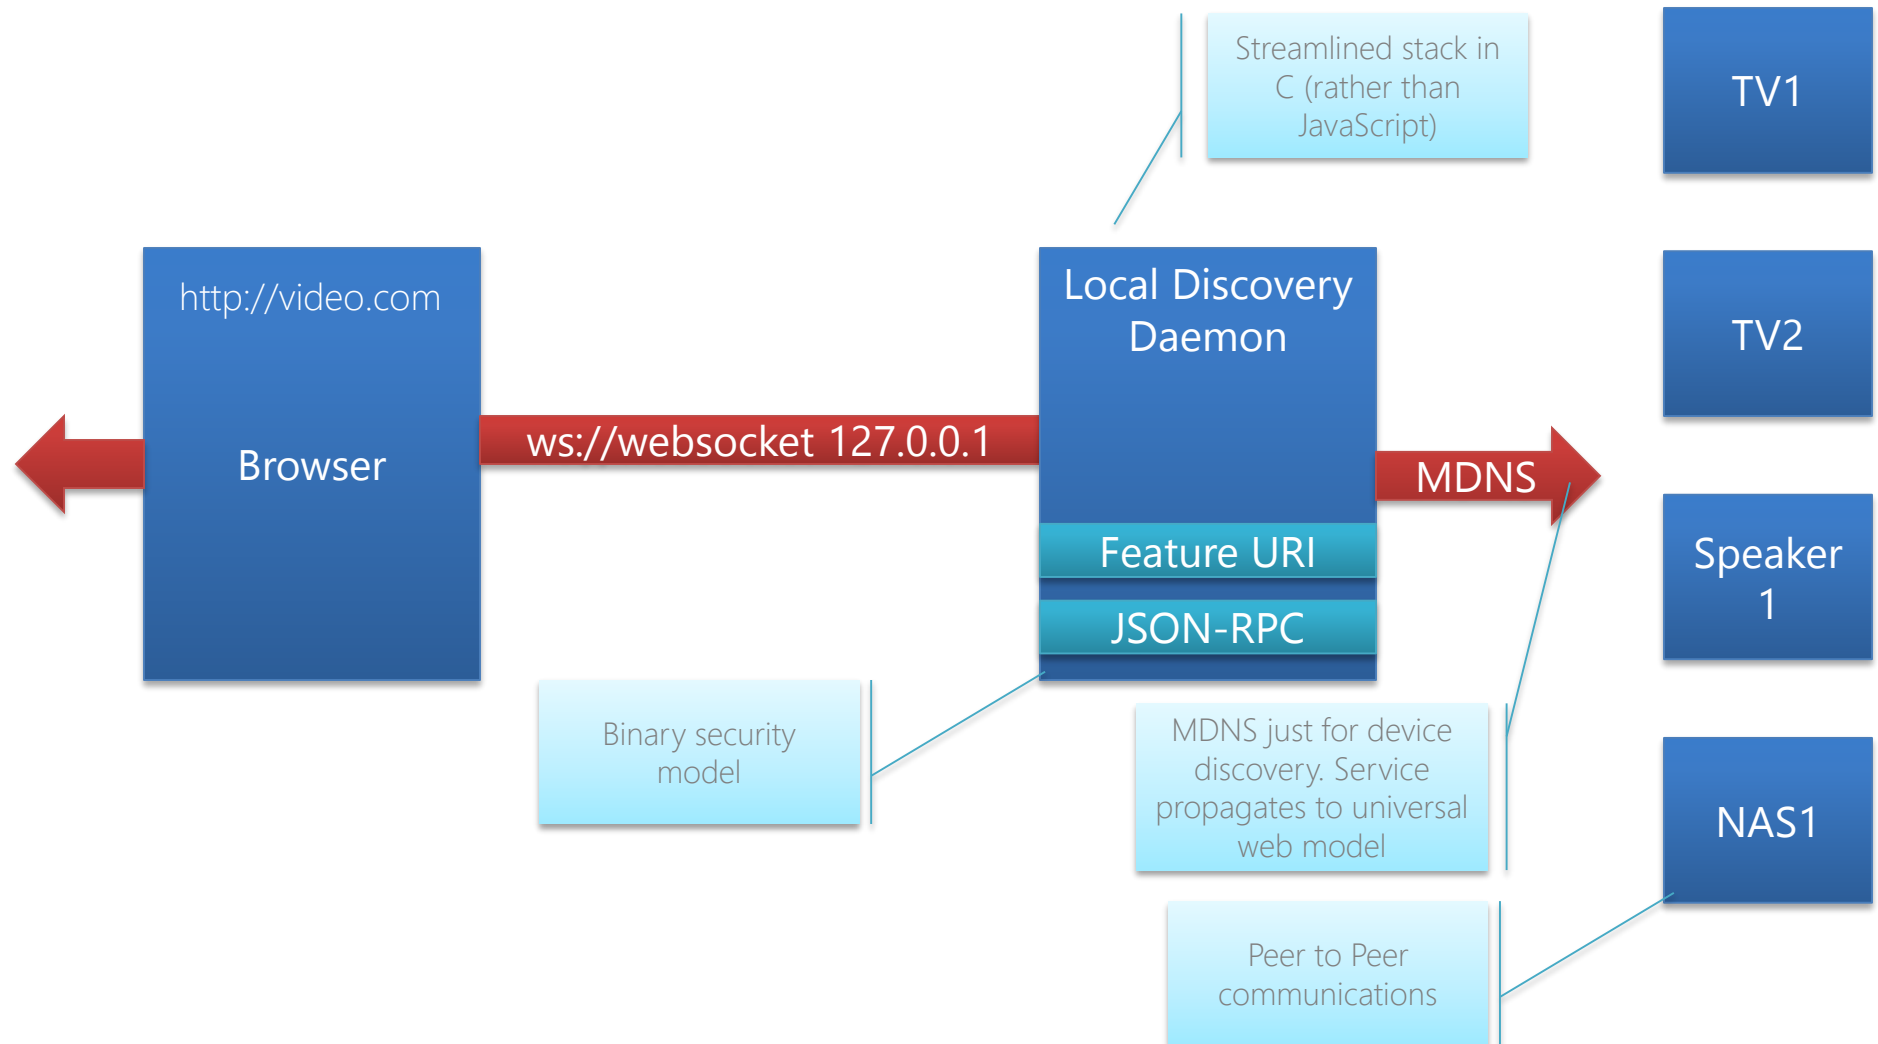 Streamlined stack in
C (rather than
JavaScript)
TV1
http://video.com
Browser
ws://websocket 127.0.0.1
Local Discovery
Daemon
Feature URI
JSON-RPC
MDNS
TV2
Speaker
1
Binary security
model
MDNS just for device
discovery. Service
propagates to universal
web model
NAS1
Peer to Peer
communications